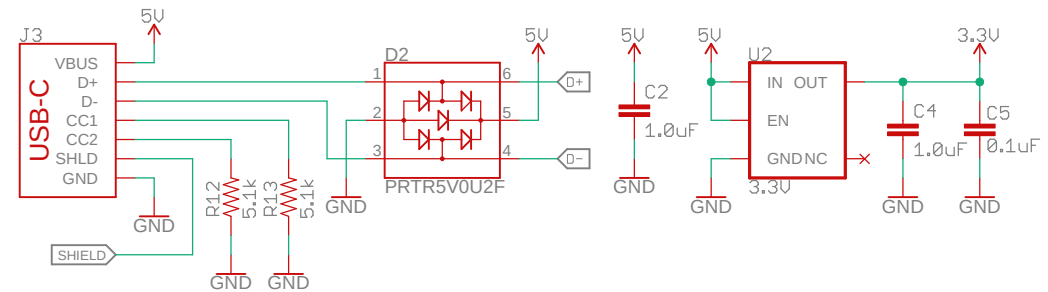 J3
5V
USB-C
VBUS
D+
D-
CC1
CC2
SHLD
GND
GND
SHIELD
R12
5.1k
GND
R13
5.1k
GND
GND
D2
1
2
3
6
5
4
PRTR5V0U2F
5V
D+
D-
5V
C2
1.0uF
GND
5V
U2
IN OUT
EN
GND NC
3.3V
GND
3.3V
C4
1.0uF
GND
C5
0.1uF
GND